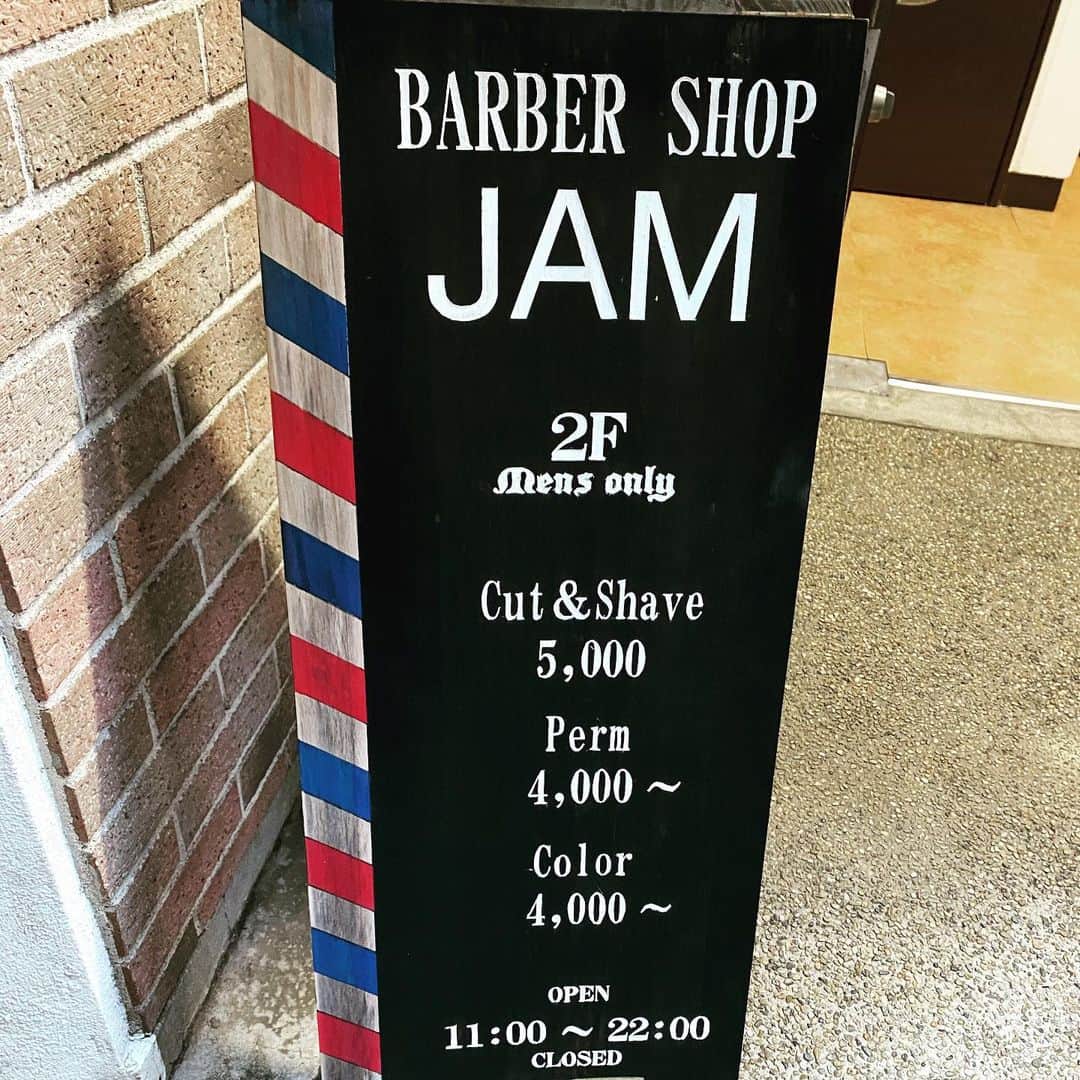 BARBER SHOP
JAM
2F
Mens only
Cut&Shave
5,000
Perm
4,000～
Color
4,000～
OPEN
11:00～22:00
CLOSED